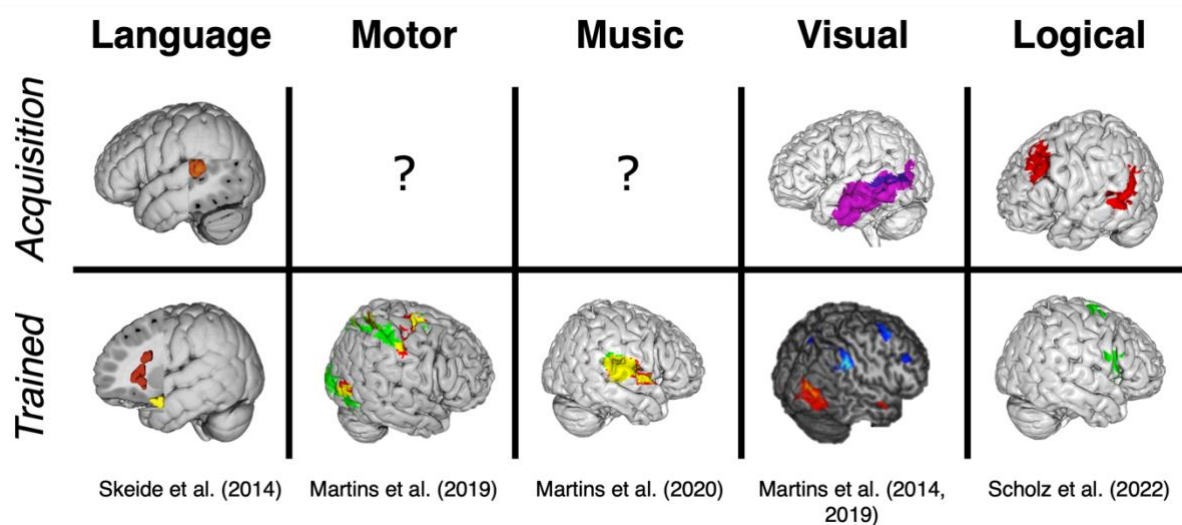 Language Motor Music Visual Logical
Acquisition
? ?
Trained
Skeide et al. (2014) Martins et al. (2019) Martins et al. (2020) Martins et al. (2014, Scholz et al. (2022)
2019)